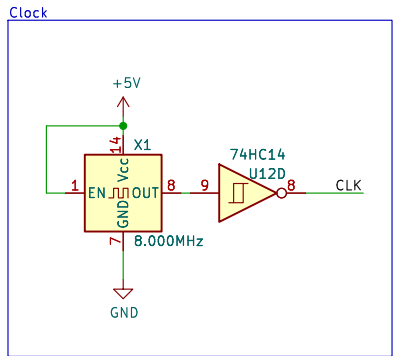 Clock
+5V
14
X1
Vcc
74HC14
U12D
1
EN
OUT
8
9
8
CLK
GND
7
8.000MHz
GND